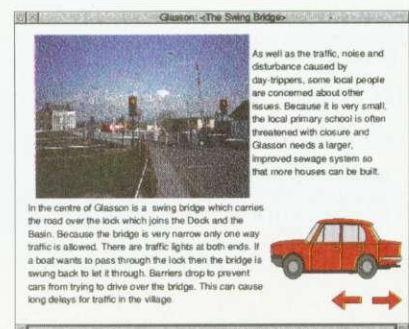 Glasson: <The Swing Bridge>
As well as the traffic, noise and
disturbance caused by
day-trippers, some local people
are concerned about other
issues. Because it is very small,
the local primary school is often
threatened with closure and
Glasson needs a larger,
improved sewage system so
that more houses can be built.
In the centre of Glasson is a swing bridge which carries
the road over the lock which joins the Dock and the
Basin. Because the bridge is very narrow only one way
traffic is allowed. There are traffic lights at both ends. If
a boat wants to pass through the lock then the bridge is
swung back to let it through. Barriers drop to prevent
cars from trying to drive over the bridge. This can cause
long delays for traffic in the village.